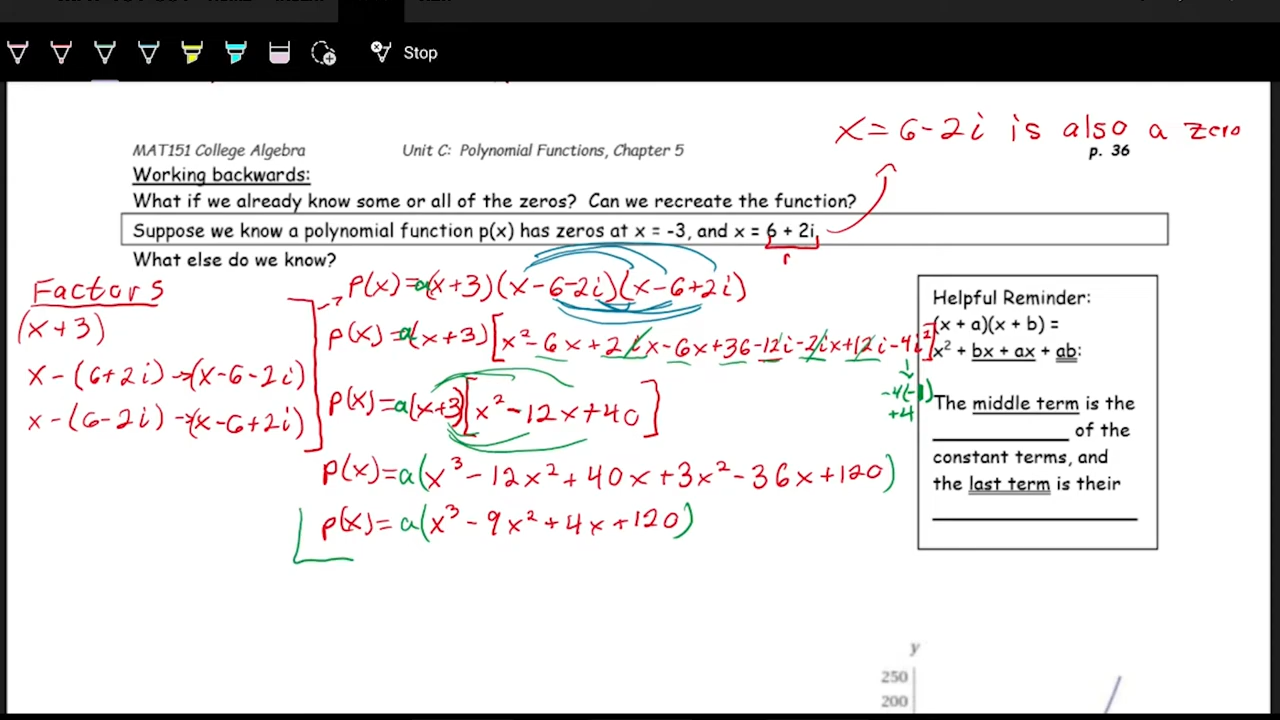 Stop
x = 6 - 2i is also a zero
MAT151 College Algebra Unit C: Polynomial Functions, Chapter 5 p. 36
Working backwards:
What if we already know some or all of the zeros? Can we recreate the function?
Suppose we know a polynomial function p(x) has zeros at x = -3, and x = 6 + 2i,
What else do we know?
Factors
(x+3)
x - (6+2i) → (x-6-2i)
x - (6-2i) → (x-6+2i)
p(x) = a(x+3)(x-6-2i)(x-6+2i)
p(x) = a(x+3)[x² - 6x + 2ix - 6x + 36 - 12i - 2ix + 12i - 4i²]
-4(-1)
+4
p(x) = a(x+3)[x² - 12x + 40]
p(x) = a(x³ - 12x² + 40x + 3x² - 36x + 120)
p(x) = a(x³ - 9x² + 4x + 120)
Helpful Reminder:
(x + a)(x + b) =
x² + bx + ax + ab:
The middle term is the
____________ of the
constant terms, and
the last term is their
____________
y
250
200